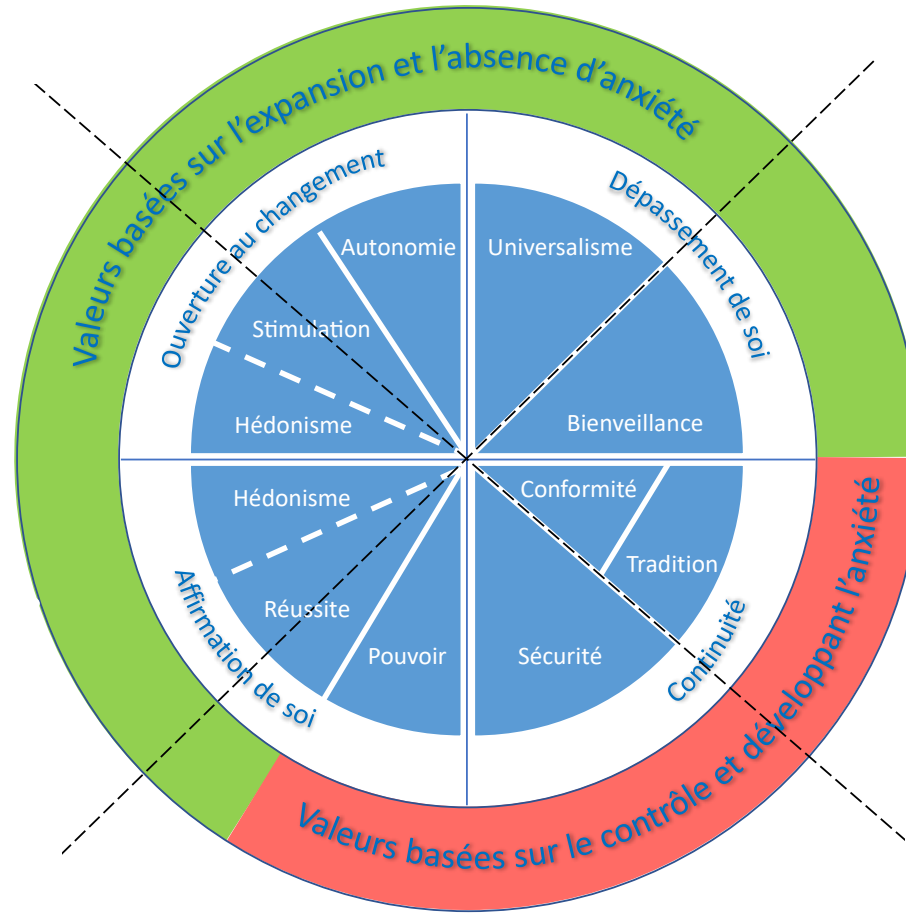 Valeurs basées sur l’expansion et l’absence d’anxiété
Ouverture au changement
Dépassement de soi
Autonomie
Universalisme
Stimulation
Hédonisme
Bienveillance
Hédonisme
Conformité
Réussite
Tradition
Pouvoir
Sécurité
Affirmation de soi
Continuité
Valeurs basées sur le contrôle et développant l’anxiété